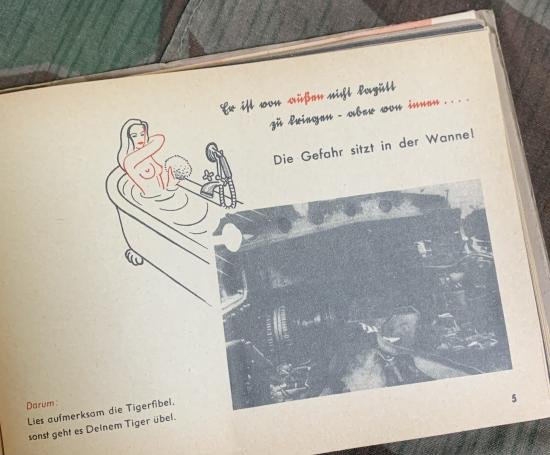 Er ist von außen nicht kaputt
zu kriegen - aber von innen . . . .
Die Gefahr sitzt in der Wanne!
Darum:
Lies aufmerksam die Tigerfibel,
sonst geht es Deinem Tiger übel.
5